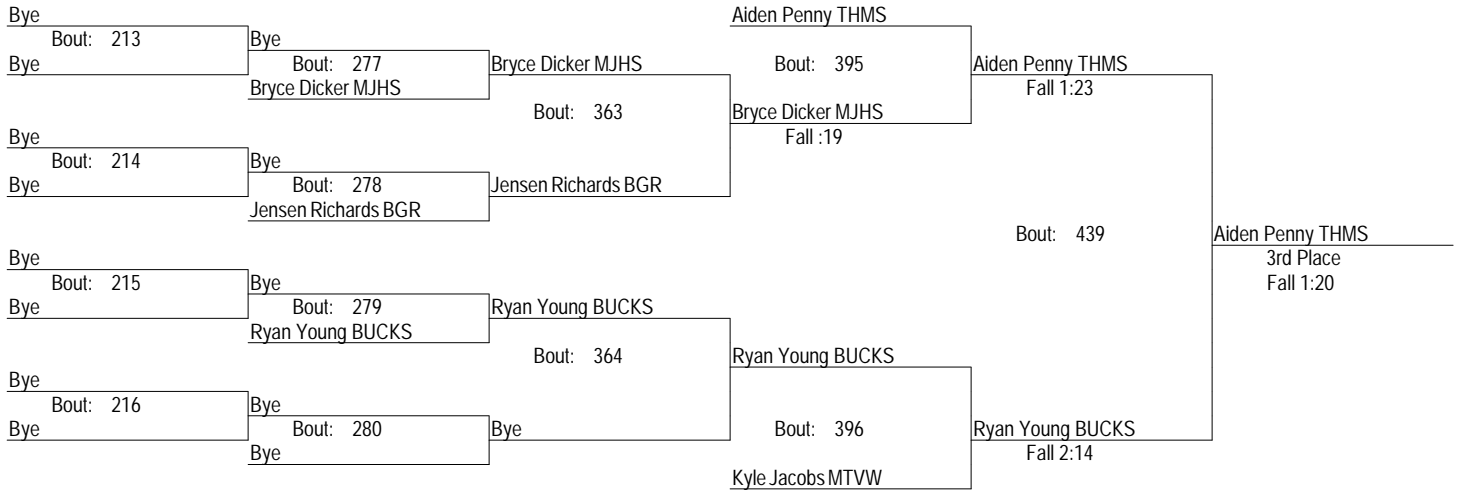 Bye
Bout: 213
Bye
Bye
Bout: 277
Bryce Dicker MJHS
Bye
Bout: 214
Bye
Bye
Bout: 278
Jensen Richards BGR
Bye
Bout: 215
Bye
Bye
Bout: 279
Ryan Young BUCKS
Bye
Bout: 216
Bye
Bye
Bout: 280
Bye
Bryce Dicker MJHS
Bout: 363
Jensen Richards BGR
Ryan Young BUCKS
Bout: 364
Bye
Aiden Penny THMS
Bout: 395
Bryce Dicker MJHS
Fall :19
Ryan Young BUCKS
Bout: 396
Kyle Jacobs MTVW
Aiden Penny THMS
Fall 1:23
Bout: 439
Ryan Young BUCKS
Fall 2:14
Aiden Penny THMS
3rd Place
Fall 1:20